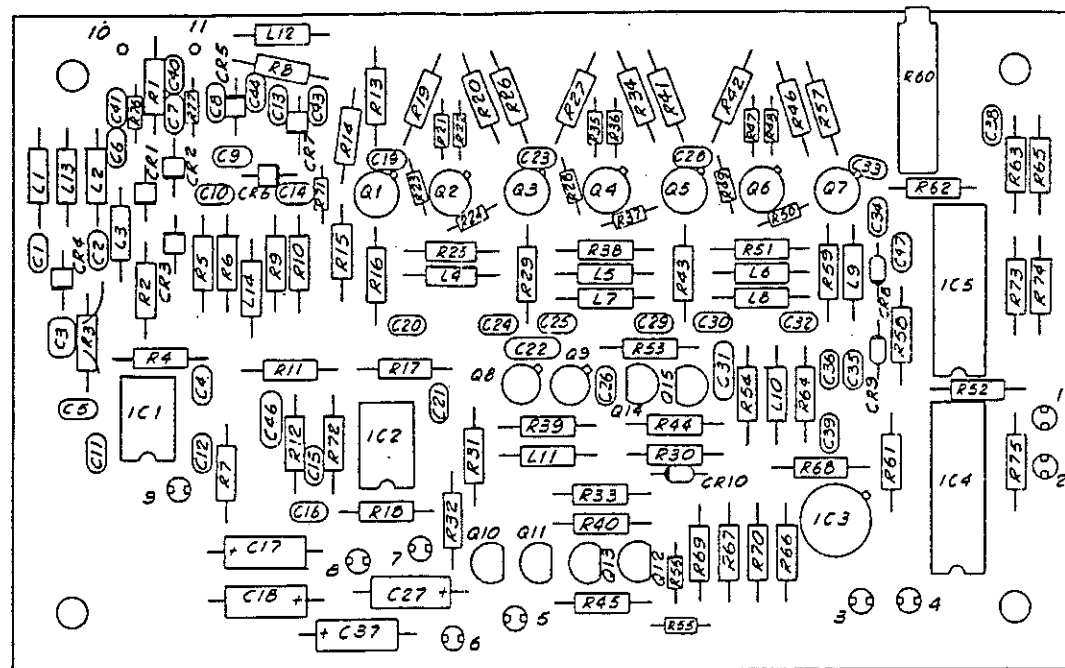 10
11
L12
CR5
R8
C41
R76
R1
C40
C7
R77
C8
C44
C13
C43
CR7
R13
R14
R19
R20
R26
R27
R34
R41
R42
R46
R57
R60
C38
R63
R65
C6
CR1
CR2
C9
C10
CR6
C14
R71
C19
R21
R22
R23
C23
R35
R36
R28
C28
R47
R48
R49
C33
L1
L13
L2
L3
Q1
Q2
Q3
Q4
Q5
Q6
Q7
R62
R24
R37
R50
C34
C47
C1
CR4
C2
R2
CR3
R5
R6
L14
R9
R10
R15
R16
R25
L4
R29
R38
L5
L7
R43
R51
L6
L8
R59
L9
CR8
IC5
R73
R74
C3
R3
R4
C20
C24
C25
C29
C30
C32
R58
C22
Q9
R53
C31
C36
C35
CR9
C5
IC1
C4
R11
R17
C21
Q8
C26
Q14
Q15
R54
L10
R64
R52
1
C11
C12
R7
C46
R12
C15
R72
IC2
R31
R39
L11
R44
R30
CR10
C39
R68
R61
IC4
R75
2
9
C16
R18
R32
R33
R40
IC3
C17
8
7
Q10
Q11
Q13
Q12
R56
R69
R67
R70
R66
+
C18
+
C27
+
R45
3
4
+
C37
6
5
R55